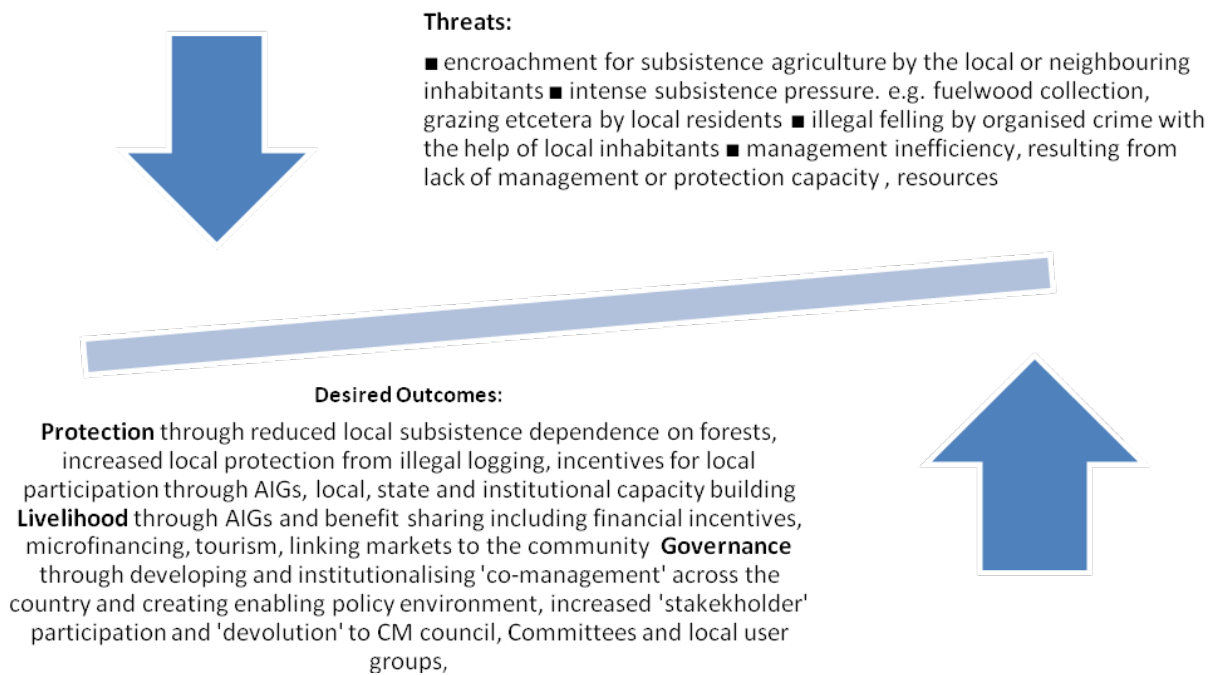 Threats:
■ encroachment for subsistence agriculture by the local or neighbouring
inhabitants ■ intense subsistence pressure. e.g. fuelwood collection,
grazing etcetera by local residents ■ illegal felling by organised crime with
the help of local inhabitants ■ management inefficiency, resulting from
lack of management or protection capacity , resources
Desired Outcomes:
Protection through reduced local subsistence dependence on forests,
increased local protection from illegal logging, incentives for local
participation through AIGs, local, state and institutional capacity building
Livelihood through AIGs and benefit sharing including financial incentives,
microfinancing, tourism, linking markets to the community Governance
through developing and institutionalising 'co-management' across the
country and creating enabling policy environment, increased 'stakekholder'
participation and 'devolution' to CM council, Committees and local user
groups,